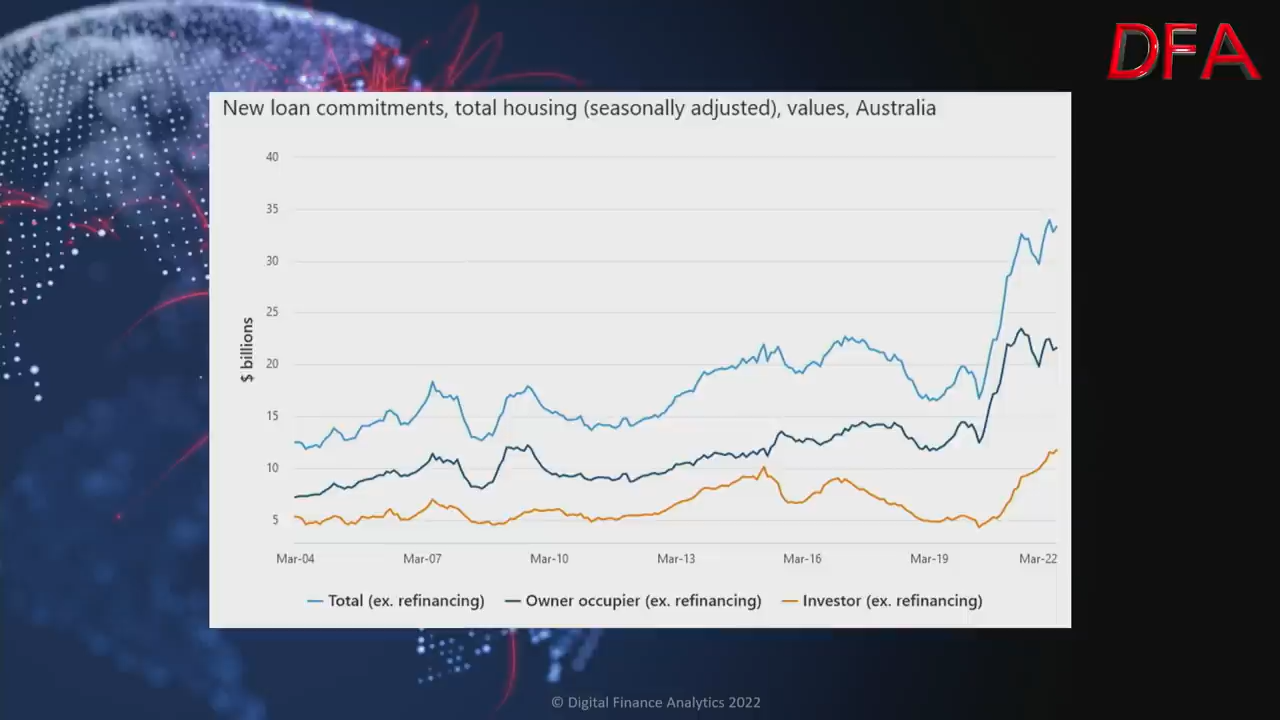 DFA
New loan commitments, total housing (seasonally adjusted), values, Australia
40
35
30
25
20
15
10
5
$ billions
Mar-04 Mar-07 Mar-10 Mar-13 Mar-16 Mar-19 Mar-22
Total (ex. refinancing) Owner occupier (ex. refinancing) Investor (ex. refinancing)
© Digital Finance Analytics 2022